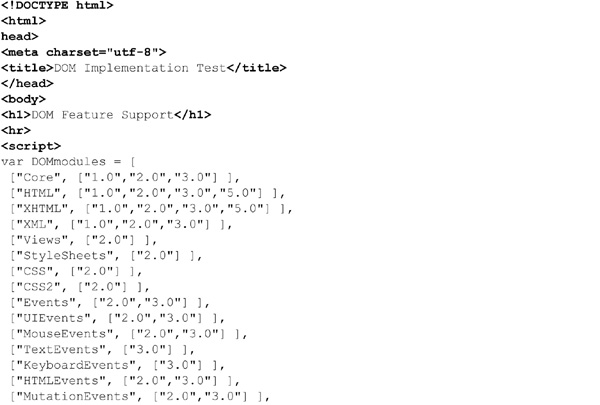 <!DOCTYPE html>
<html>
head>
<meta charset="utf-8">
<title>DOM Implementation Test</title>
</head>
<body>
<h1>DOM Feature Support</h1>
<hr>
<script>
var DOMmodules = [
["Core", ["1.0","2.0","3.0"] ],
["HTML", ["1.0","2.0","3.0","5.0"] ],
["XHTML", ["1.0","2.0","3.0","5.0"] ],
["XML", ["1.0","2.0","3.0"] ],
["Views", ["2.0"] ],
["StyleSheets", ["2.0"] ],
["CSS", ["2.0"] ],
["CSS2", ["2.0"] ],
["Events", ["2.0","3.0"] ],
["UIEvents", ["2.0","3.0"] ],
["MouseEvents", ["2.0","3.0"] ],
["TextEvents", ["3.0"] ],
["KeyboardEvents", ["3.0"] ],
["HTMLEvents", ["2.0","3.0"] ],
["MutationEvents", ["2.0","3.0"] ],